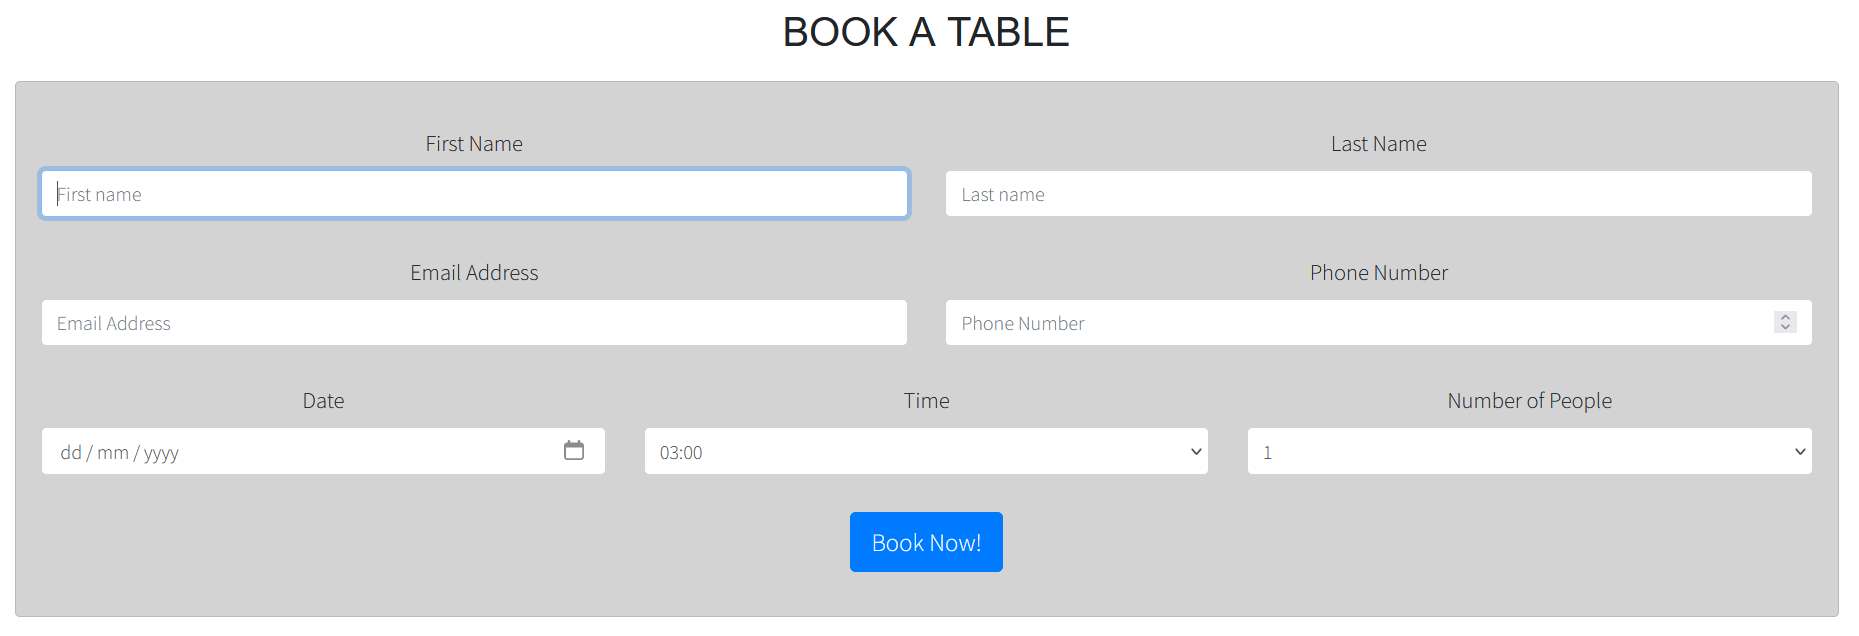 BOOK A TABLE
First Name Last Name
First name Last name
Email Address Phone Number
Email Address Phone Number
Date Time Number of People
dd / mm / yyyy 03:00 1
Book Now!